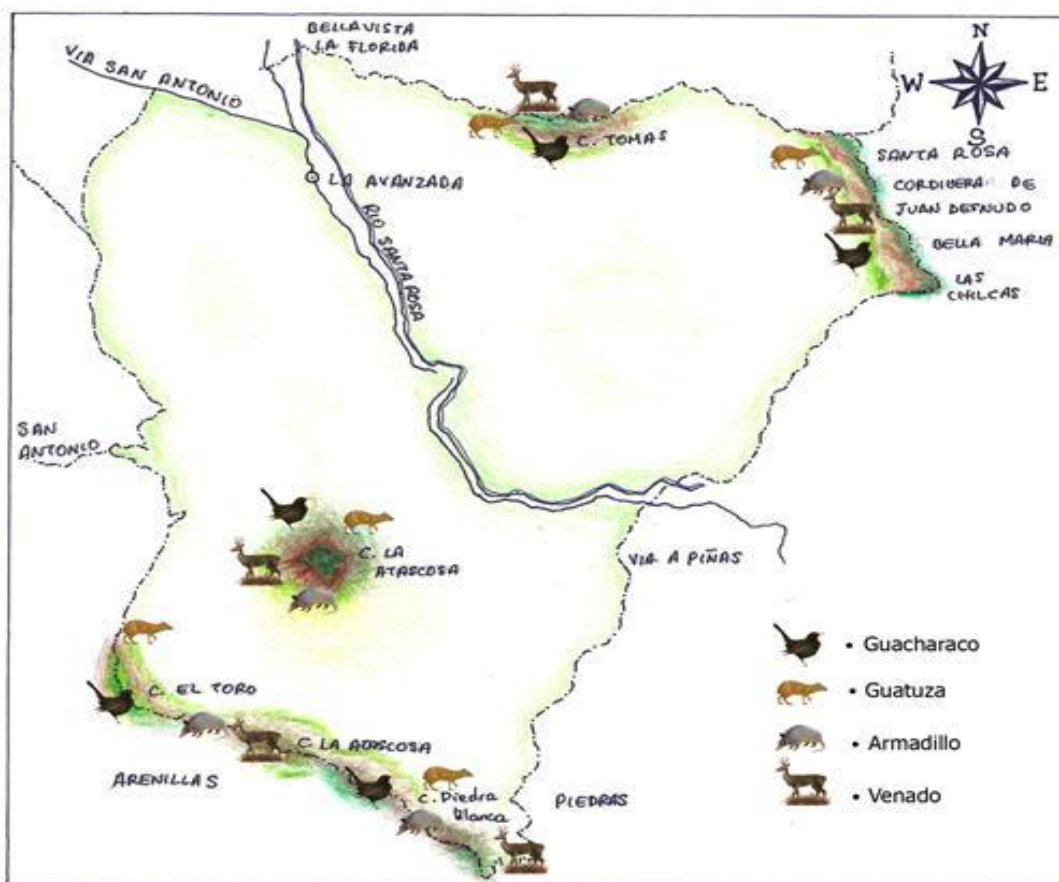 BELLAVISTA
LA FLORIDA
VIA SAN ANTONIO
N
W
E
S
C. TOMAS
SANTA ROSA
LA AVANZADA
CORDILLERA DE
JUAN DESNUDO
RIO SANTA ROSA
BELLA MARIA
LAS
CHILCAS
SAN
ANTONIO
C. LA
ATASCOSA
VIA A PIÑAS
• Guacharaco
• Guatuza
C. EL TORO
• Armadillo
C. LA ATASCOSA
ARENILLAS
C. Piedra
Blanca
PIEDRAS
• Venado